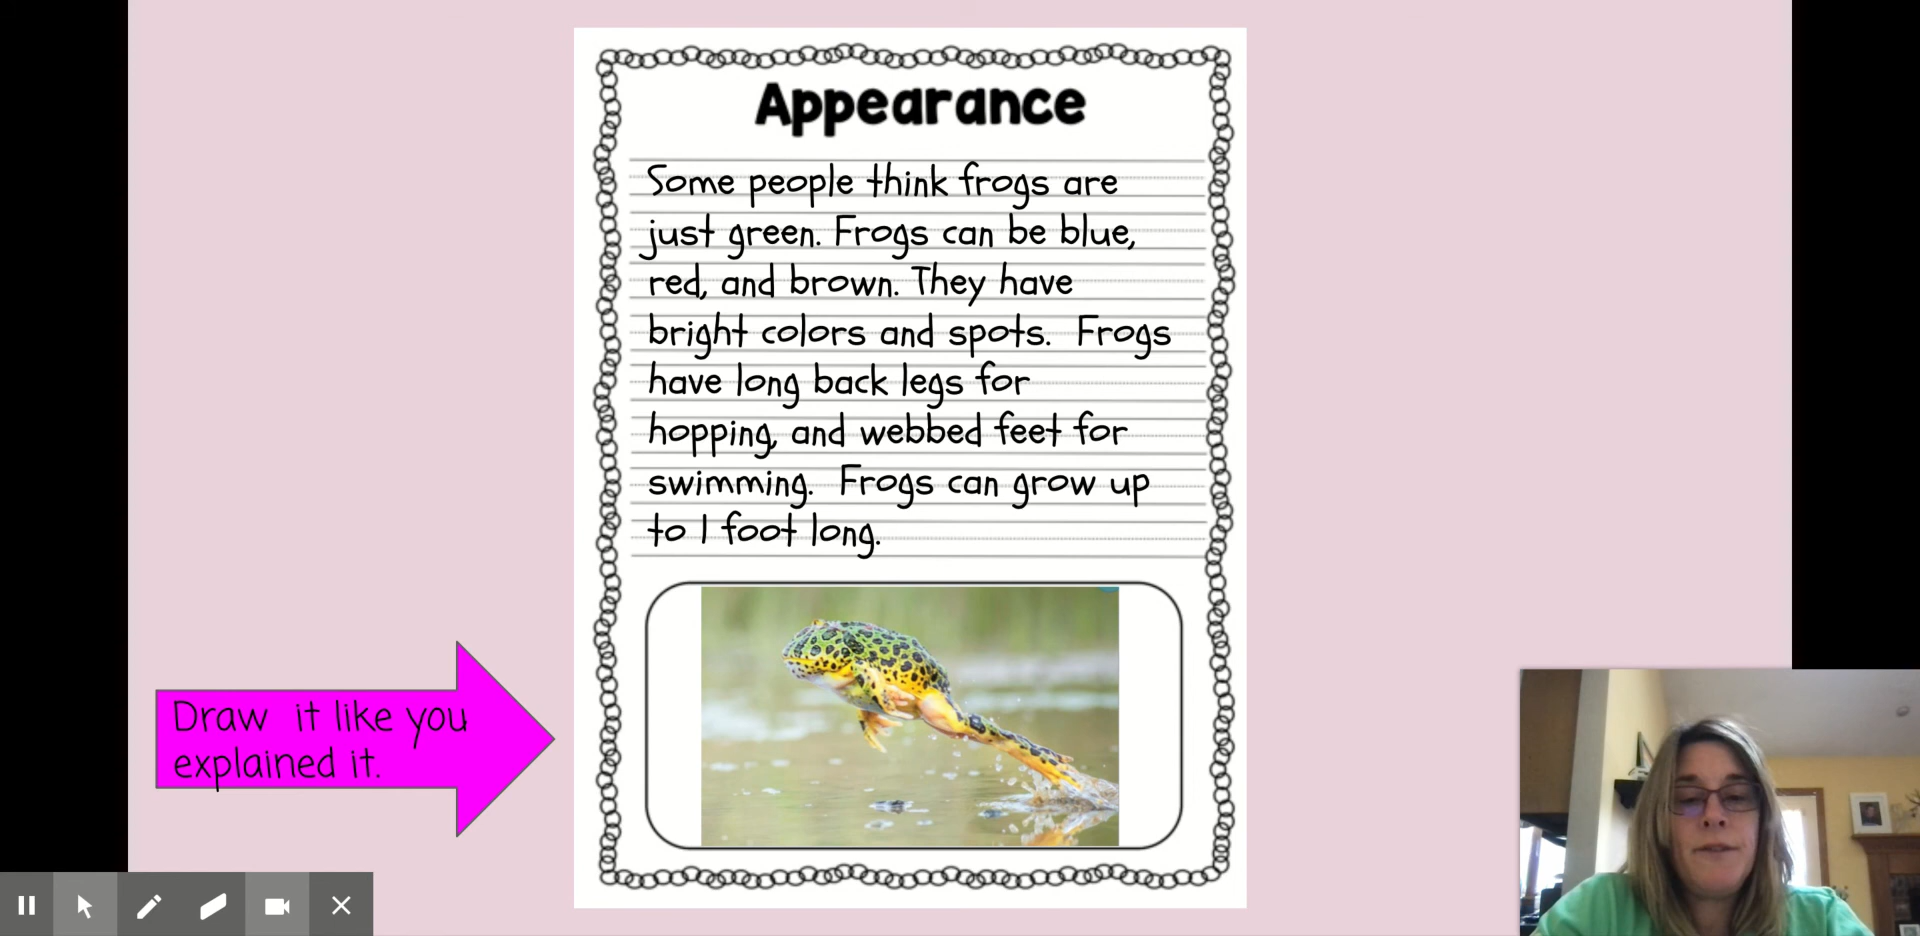 Appearance
Some people think frogs are
just green. Frogs can be blue,
red, and brown. They have
bright colors and spots.  Frogs
have long back legs for
hopping, and webbed feet for
swimming.  Frogs can grow up
to 1 foot long.
Draw  it like you
explained it.